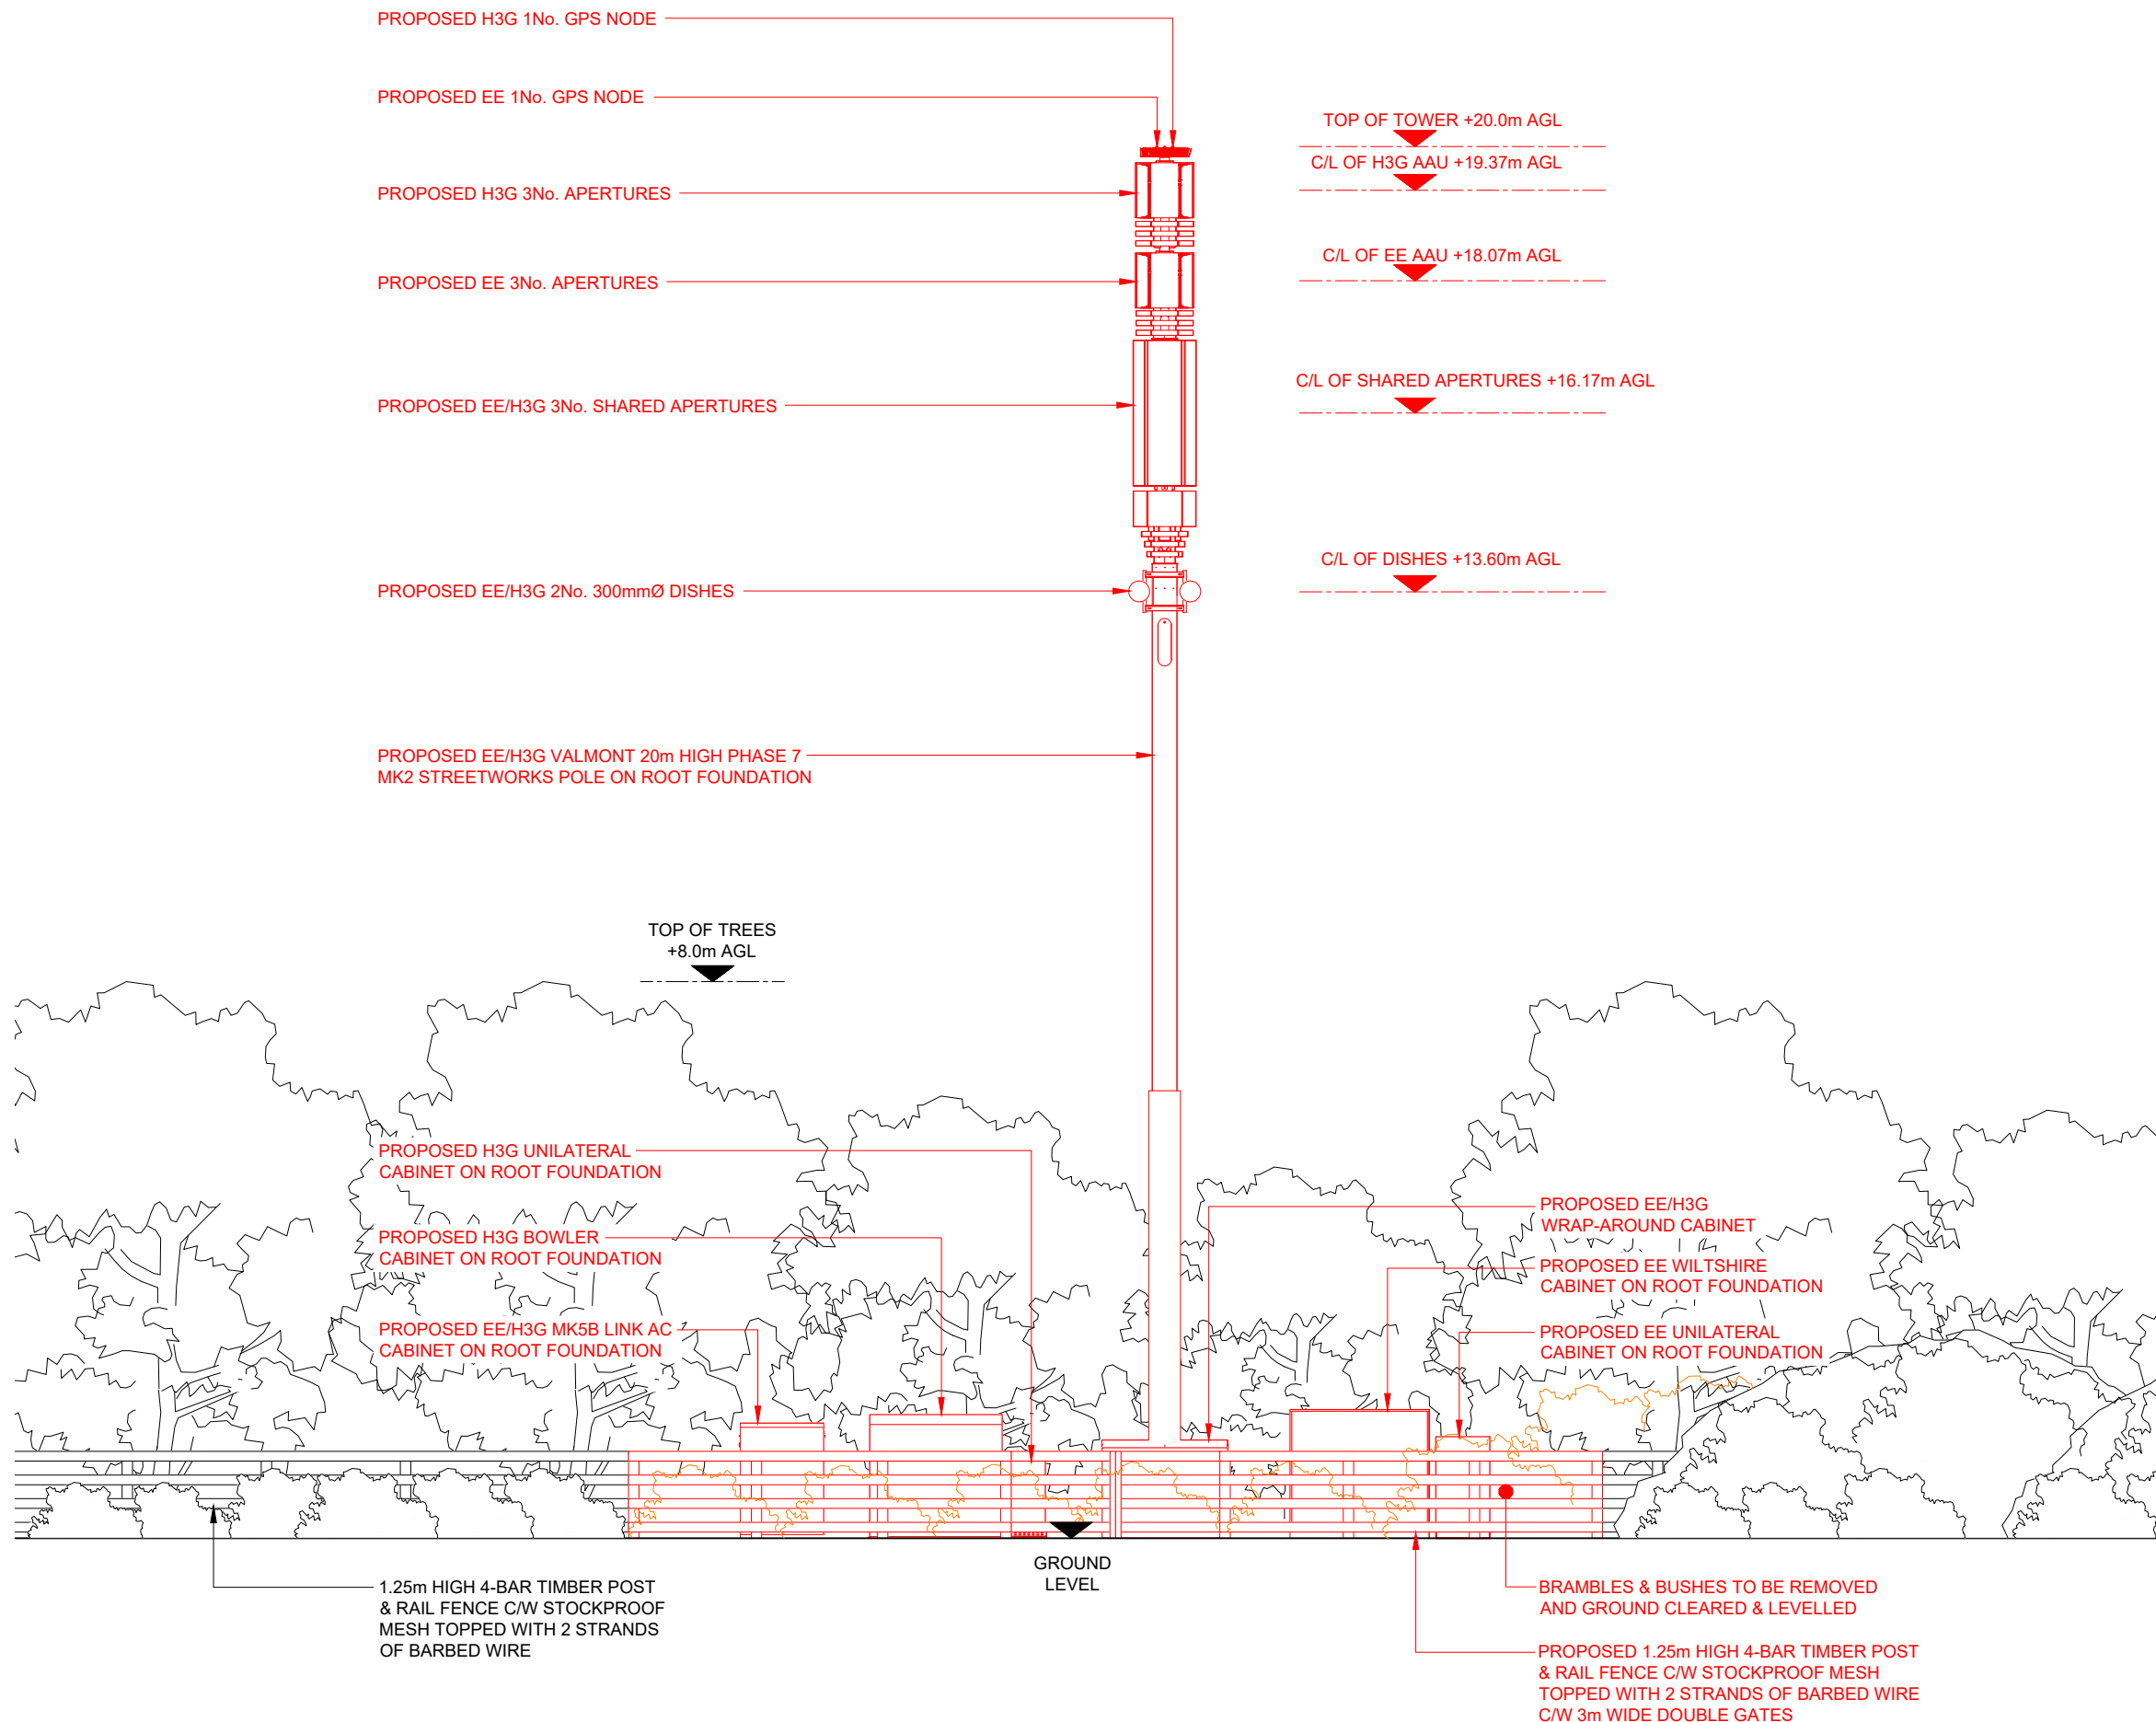 PROPOSED H3G 1No. GPS NODE
PROPOSED EE 1No. GPS NODE
PROPOSED H3G 3No. APERTURES
PROPOSED EE 3No. APERTURES
PROPOSED EE/H3G 3No. SHARED APERTURES
PROPOSED EE/H3G 2No. 300mmØ DISHES
PROPOSED EE/H3G VALMONT 20m HIGH PHASE 7
MK2 STREETWORKS POLE ON ROOT FOUNDATION
TOP OF TOWER +20.0m AGL
C/L OF H3G AAU +19.37m AGL
C/L OF EE AAU +18.07m AGL
C/L OF SHARED APERTURES +16.17m AGL
C/L OF DISHES +13.60m AGL
TOP OF TREES
+8.0m AGL
PROPOSED H3G UNILATERAL
CABINET ON ROOT FOUNDATION
PROPOSED H3G BOWLER
CABINET ON ROOT FOUNDATION
PROPOSED EE/H3G MK5B LINK AC
CABINET ON ROOT FOUNDATION
PROPOSED EE/H3G
WRAP-AROUND CABINET
PROPOSED EE WILTSHIRE
CABINET ON ROOT FOUNDATION
PROPOSED EE UNILATERAL
CABINET ON ROOT FOUNDATION
GROUND
LEVEL
1.25m HIGH 4-BAR TIMBER POST
& RAIL FENCE C/W STOCKPROOF
MESH TOPPED WITH 2 STRANDS
OF BARBED WIRE
BRAMBLES & BUSHES TO BE REMOVED
AND GROUND CLEARED & LEVELLED
PROPOSED 1.25m HIGH 4-BAR TIMBER POST
& RAIL FENCE C/W STOCKPROOF MESH
TOPPED WITH 2 STRANDS OF BARBED WIRE
C/W 3m WIDE DOUBLE GATES